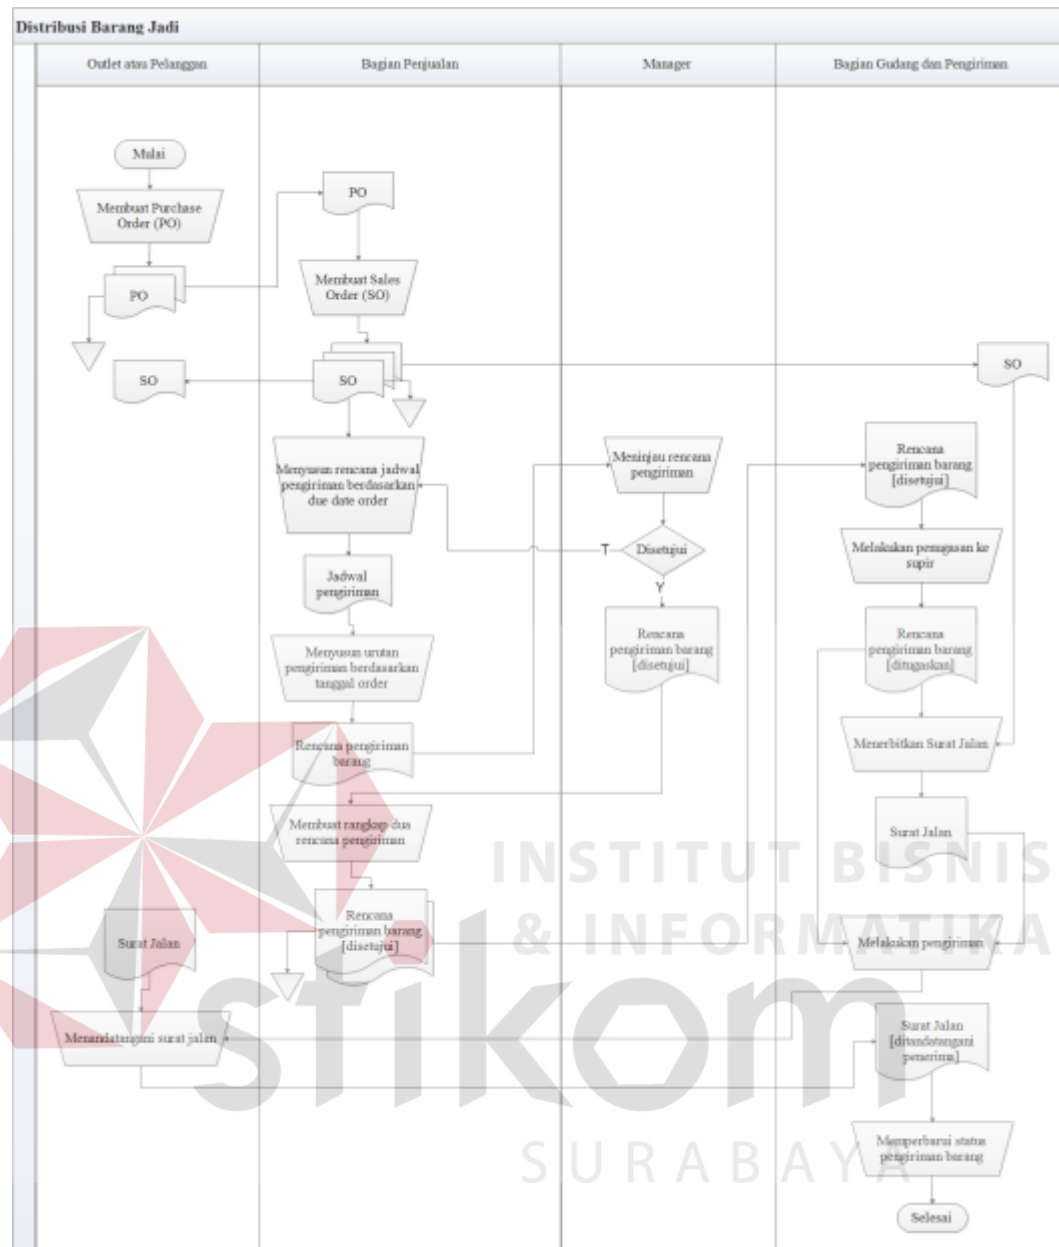 Distribusi Barang Jadi
Outlet atau Pelanggan
Bagian Penjualan
Manager
Bagian Gudang dan Pengiriman
Mulai
Membuat Purchase
Order (PO)
PO
PO
Membuat Sales
Order (SO)
SO
SO
SO
Menyusun rencana jadwal
pengiriman berdasarkan
due date order
Jadwal
pengiriman
Menyusun urutan
pengiriman berdasarkan
tanggal order
Rencana pengiriman
barang
Meninjau rencana
pengiriman
Disetujui
T
Y
Rencana
pengiriman barang
[disetujui]
Membuat rangkap dua
rencana pengiriman
Rencana
pengiriman barang
[disetujui]
Rencana
pengiriman barang
[disetujui]
Melakukan penugasan ke
supir
Rencana
pengiriman barang
[ditugaskan]
Menerbitkan Surat Jalan
Surat Jalan
Melakukan pengiriman
Surat Jalan
Menandatangani surat jalan
Surat Jalan
[ditandatangani
penerima]
Memperbarui status
pengiriman barang
Selesai
INSTITUT BISNIS
& INFORMATIKA
stikom
SURABAYA